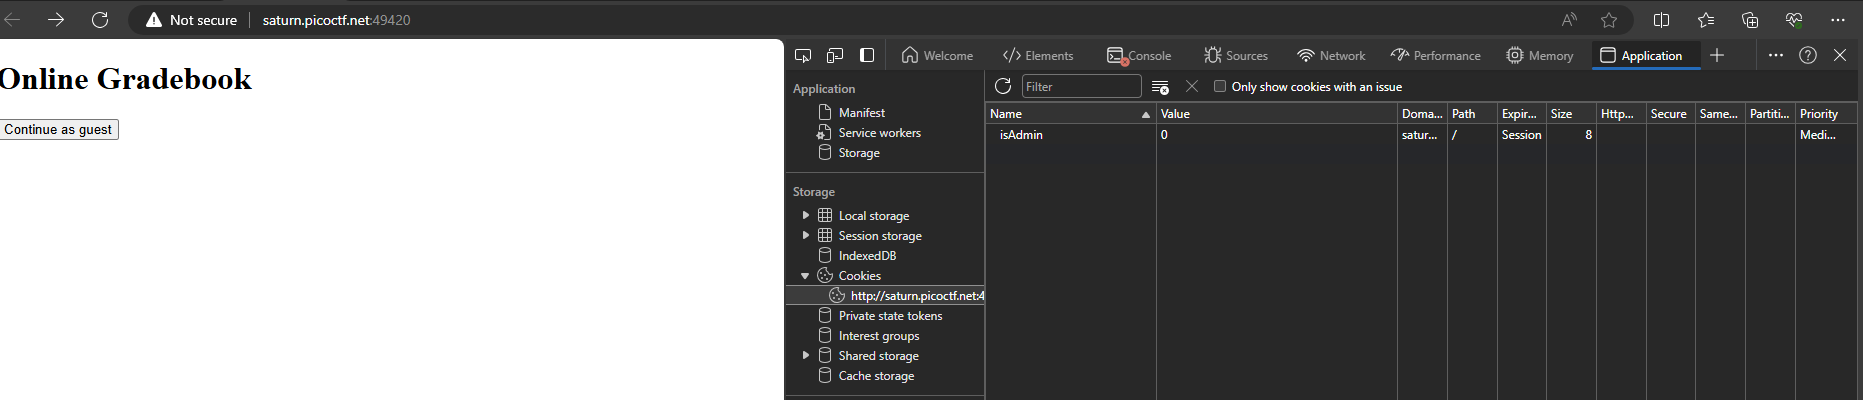 Not secure saturn.picoctf.net:49420
Online Gradebook
Continue as guest
Welcome Elements Console Sources Network Performance Memory Application
Application
Manifest
Service workers
Storage
Storage
Local storage
Session storage
IndexedDB
Cookies
http://saturn.picoctf.net:4
Private state tokens
Interest groups
Shared storage
Cache storage
Filter Only show cookies with an issue
Name Value Doma... Path Expir... Size Http... Secure Same... Partiti... Priority
isAdmin 0 satur... / Session 8 Medi...